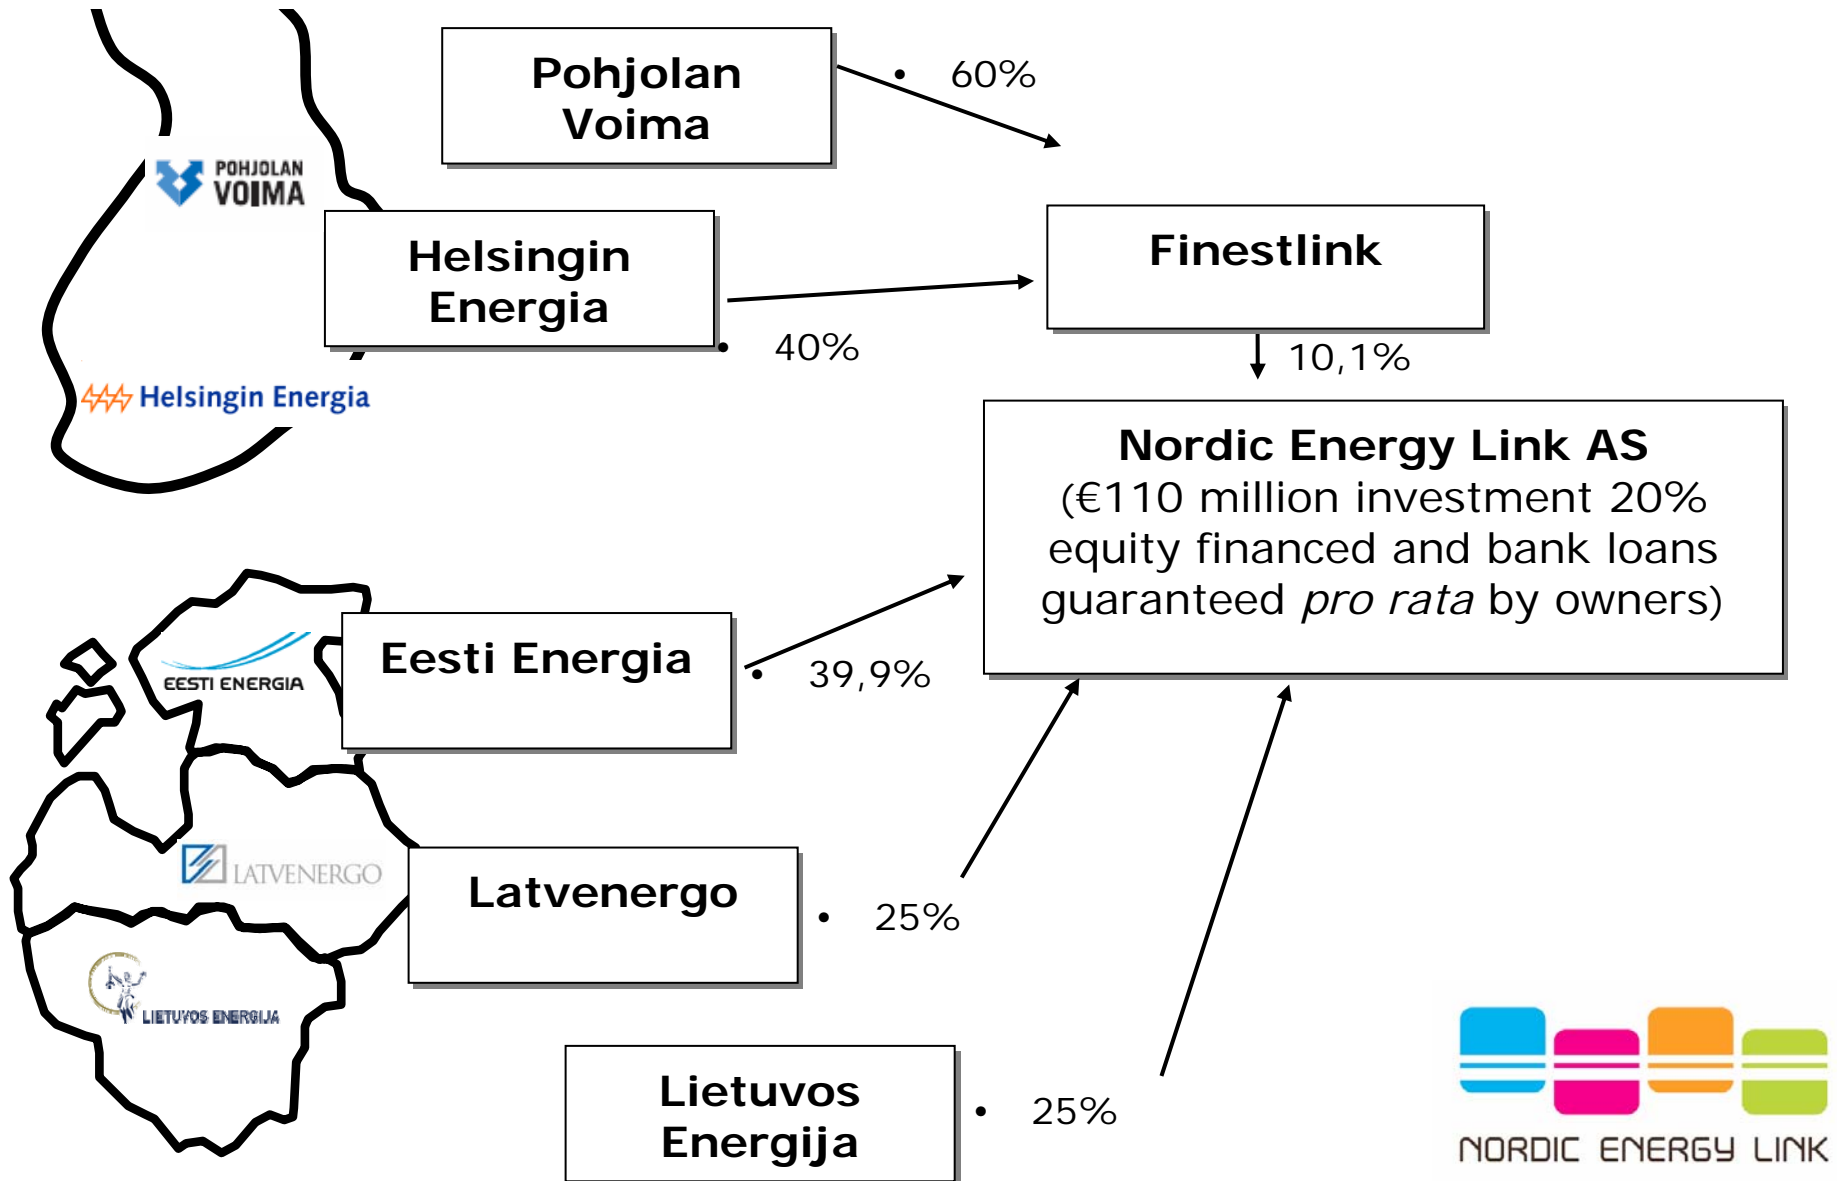 Pohjolan
Voima
• 60%
POHJOLAN
VOIMA
Helsingin
Energia
• 40%
Finestlink
10,1%
Helsingin Energia
Nordic Energy Link AS
(€110 million investment 20%
equity financed and bank loans
guaranteed pro rata by owners)
Eesti Energia
• 39,9%
EESTI ENERGIA
LATVENERGO
Latvenergo
• 25%
LIETUVOS ENERGIJA
Lietuvos
Energija
• 25%
NORDIC ENERGY LINK